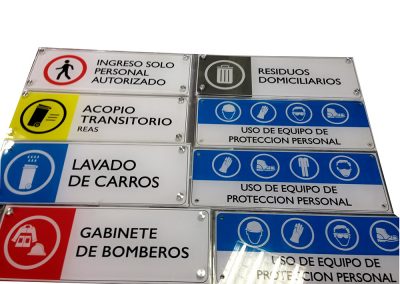 INGRESO SOLO
PERSONAL
AUTORIZADO
RESIDUOS
DOMICILIARIOS
ACOPIO
TRANSITORIO
REAS
USO DE EQUIPO DE
PROTECCION PERSONAL
LAVADO
DE CARROS
USO DE EQUIPO DE
PROTECCION PERSONAL
GABINETE
DE BOMBEROS
USO DE EQUIPO DE
PROTECCION PERSONAL